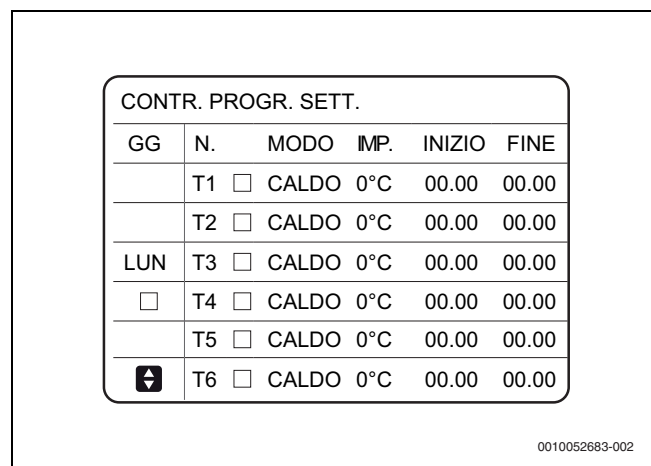 CONTR. PROGR. SETT.
GG N. MODO IMP. INIZIO FINE
T1 □ CALDO 0°C 00.00 00.00
T2 □ CALDO 0°C 00.00 00.00
LUN T3 □ CALDO 0°C 00.00 00.00
□ T4 □ CALDO 0°C 00.00 00.00
T5 □ CALDO 0°C 00.00 00.00
T6 □ CALDO 0°C 00.00 00.00
0010052683-002